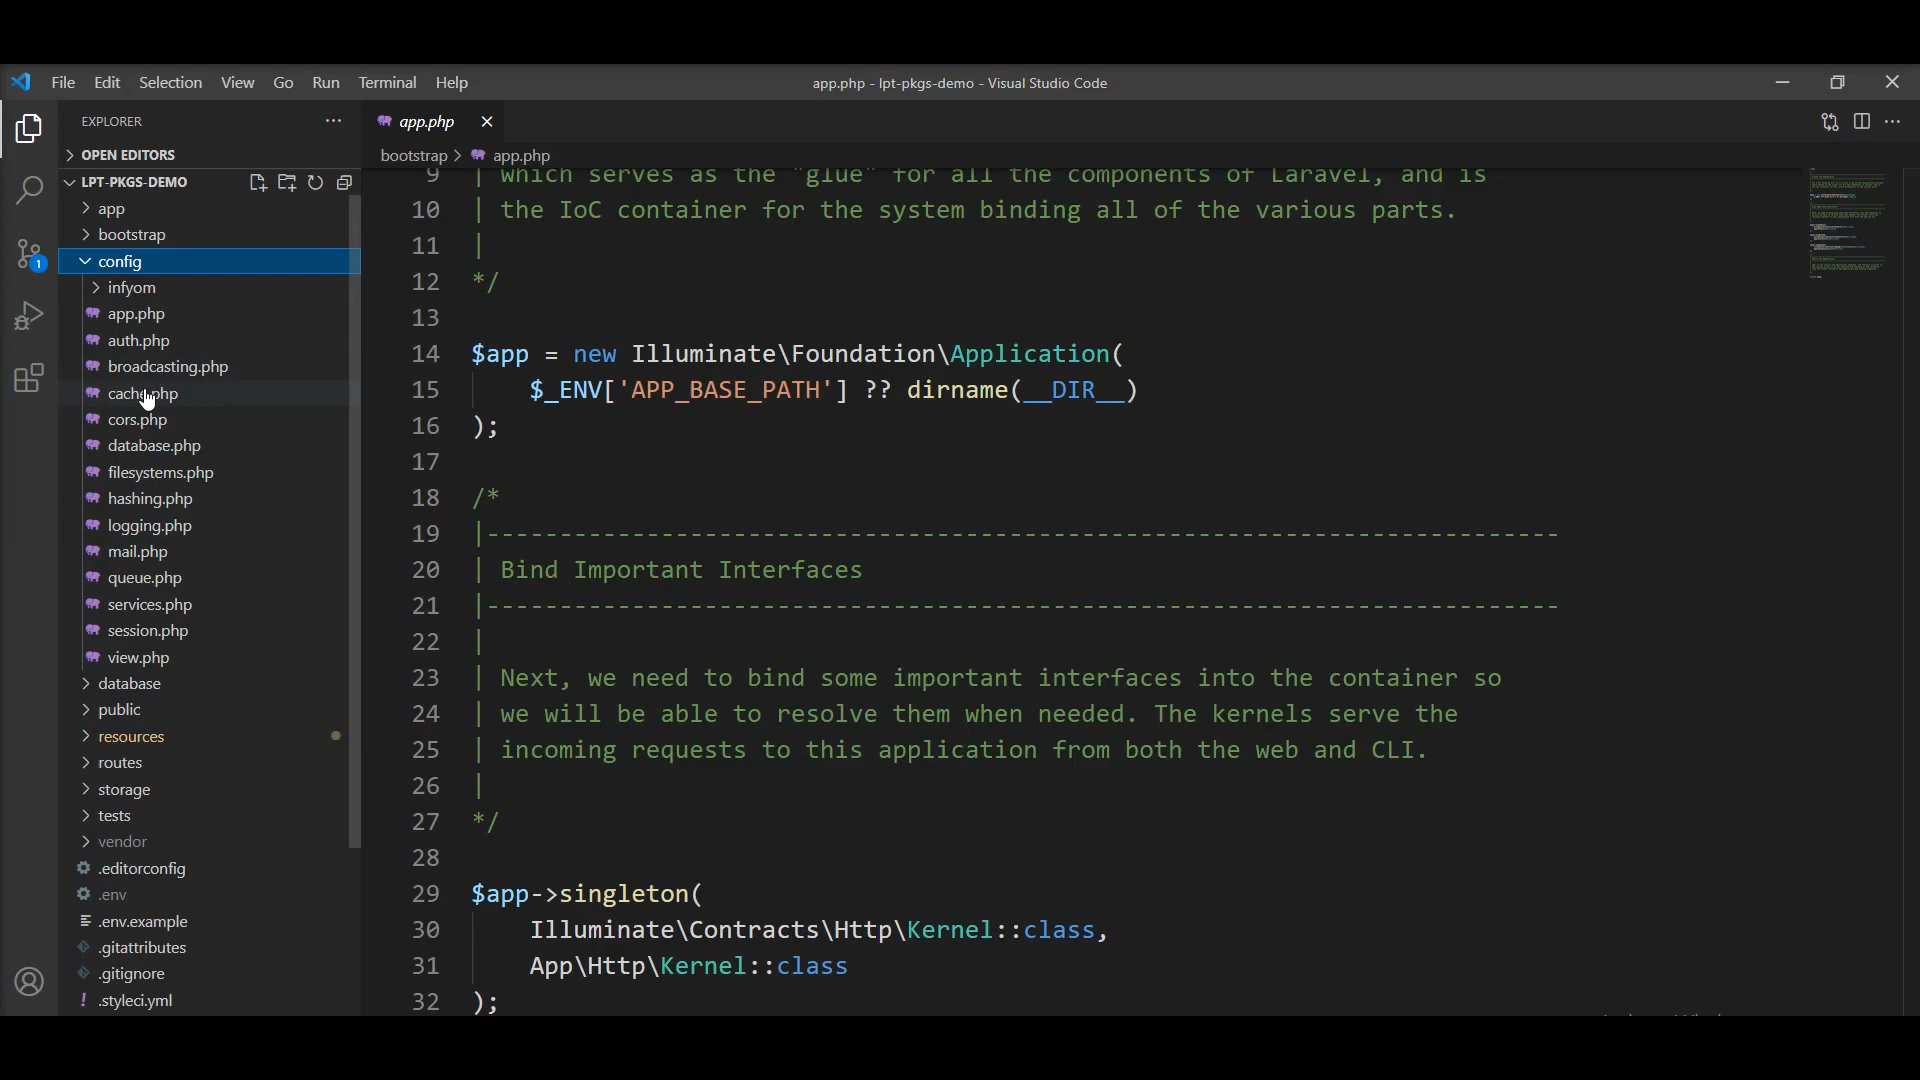 File Edit Selection View Go Run Terminal Help
app.php - lpt-pkgs-demo - Visual Studio Code
EXPLORER
OPEN EDITORS
LPT-PKGS-DEMO
app
bootstrap
config
infyom
app.php
auth.php
broadcasting.php
cache.php
cors.php
database.php
filesystems.php
hashing.php
logging.php
mail.php
queue.php
services.php
session.php
view.php
database
public
resources
routes
storage
tests
vendor
.editorconfig
.env
.env.example
.gitattributes
.gitignore
! .styleci.yml
1
app.php
bootstrap > app.php
9 | which serves as the "glue" for all the components of Laravel, and is
10 | the IoC container for the system binding all of the various parts.
11 |
12 */
13
14 $app = new Illuminate\Foundation\Application(
15 $_ENV['APP_BASE_PATH'] ?? dirname(__DIR__)
16 );
17
18 /*
19 |--------------------------------------------------------------------------
20 | Bind Important Interfaces
21 |--------------------------------------------------------------------------
22 |
23 | Next, we need to bind some important interfaces into the container so
24 | we will be able to resolve them when needed. The kernels serve the
25 | incoming requests to this application from both the web and CLI.
26 |
27 */
28
29 $app->singleton(
30 Illuminate\Contracts\Http\Kernel::class,
31 App\Http\Kernel::class
32 );